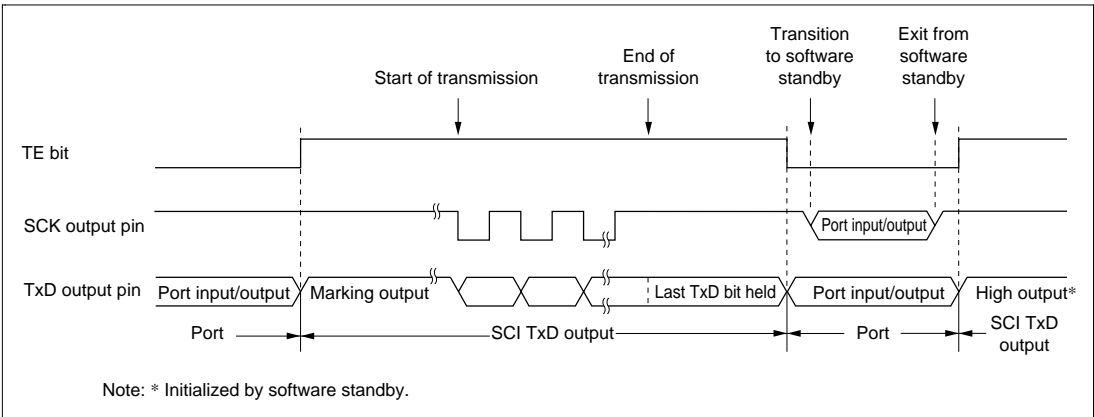 Transition
to software
standby
Exit from
software
standby
End of
transmission
Start of transmission
TE bit
SCK output pin
Port input/output
TxD output pin
Port input/output
Marking output
Last TxD bit held
Port input/output
High output*
Port
SCI TxD output
Port
SCI TxD
output
Note: * Initialized by software standby.